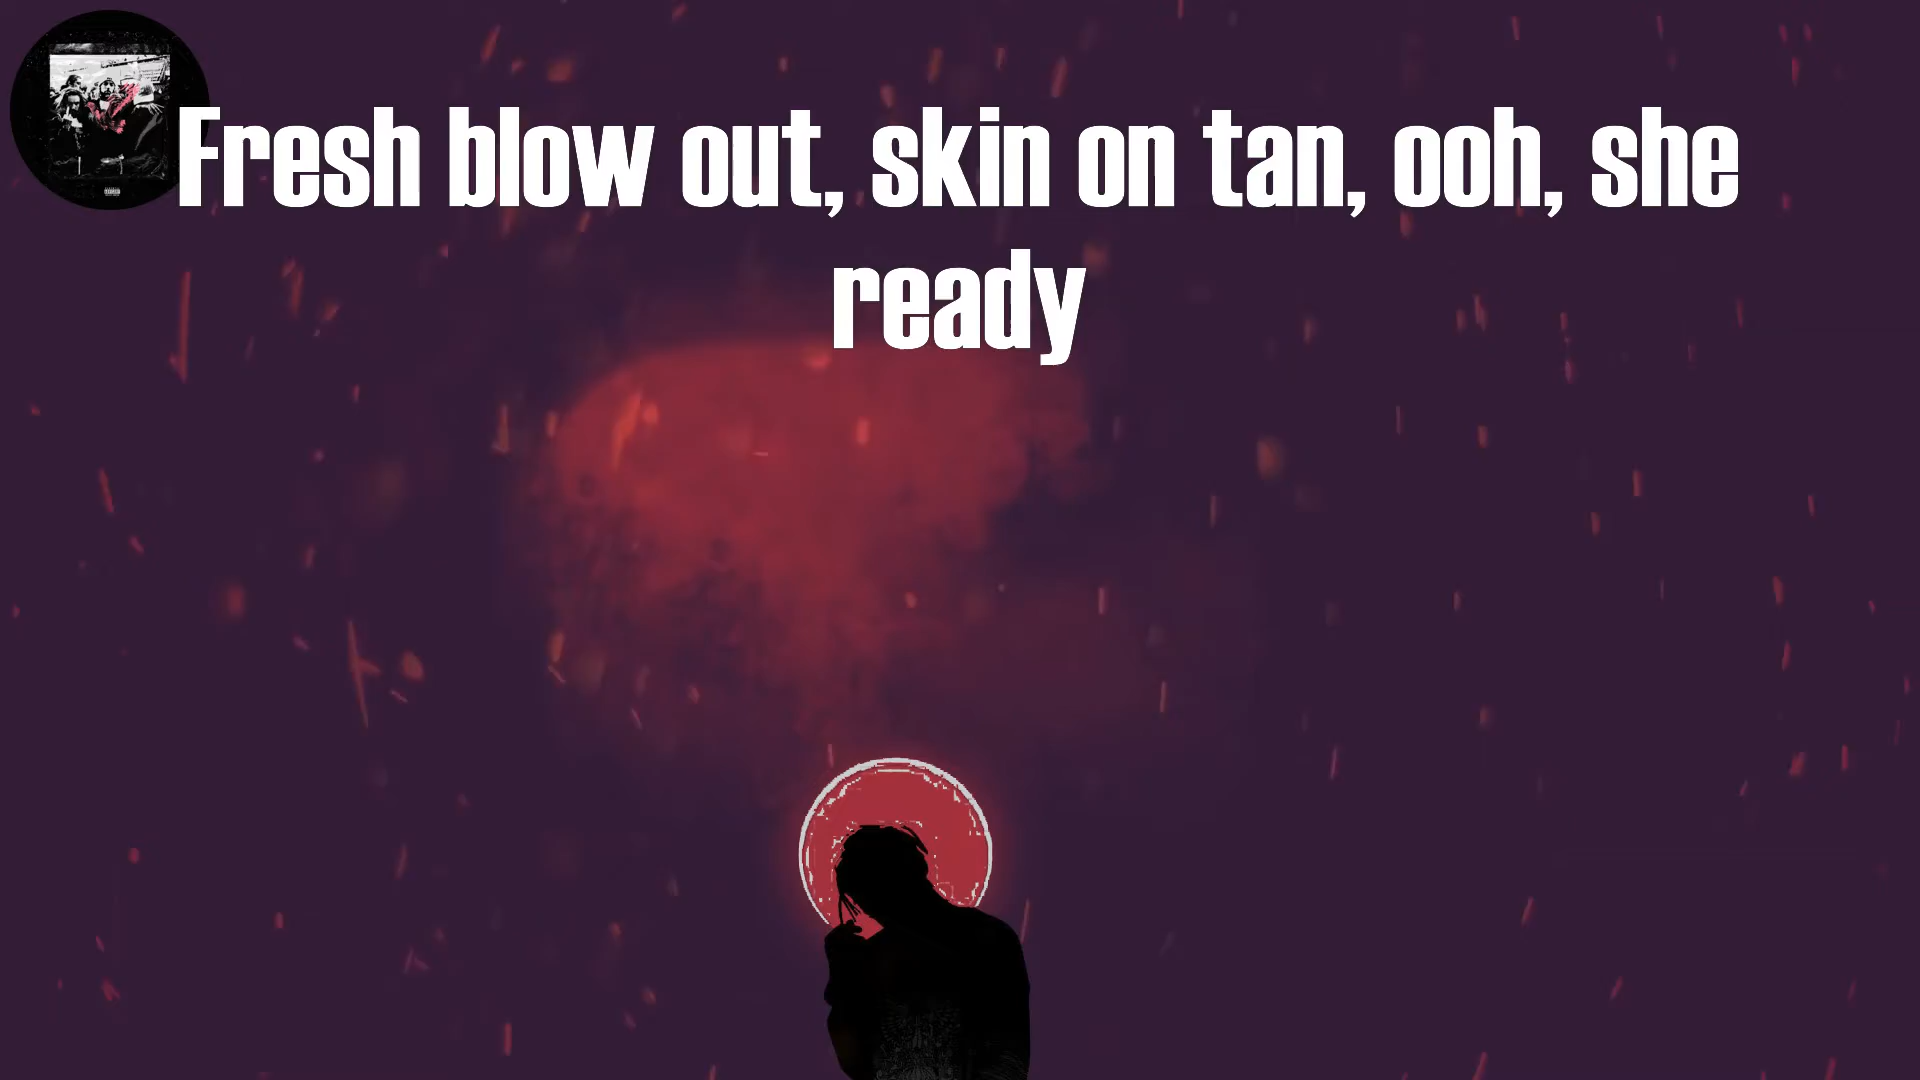 Fresh blow out, skin on tan, ooh, she
ready